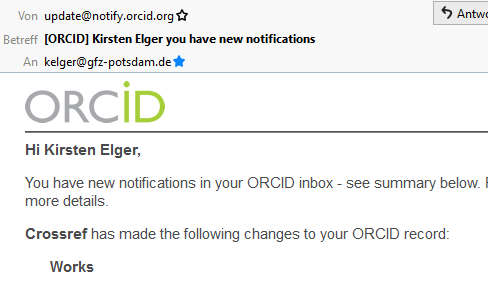 Von update@notify.orcid.org
Antwo
Betreff [ORCID] Kirsten Elger you have new notifications
An kelger@gfz-potsdam.de
ORCID
Hi Kirsten Elger,
You have new notifications in your ORCID inbox - see summary below.
more details.
Crossref has made the following changes to your ORCID record:
Works